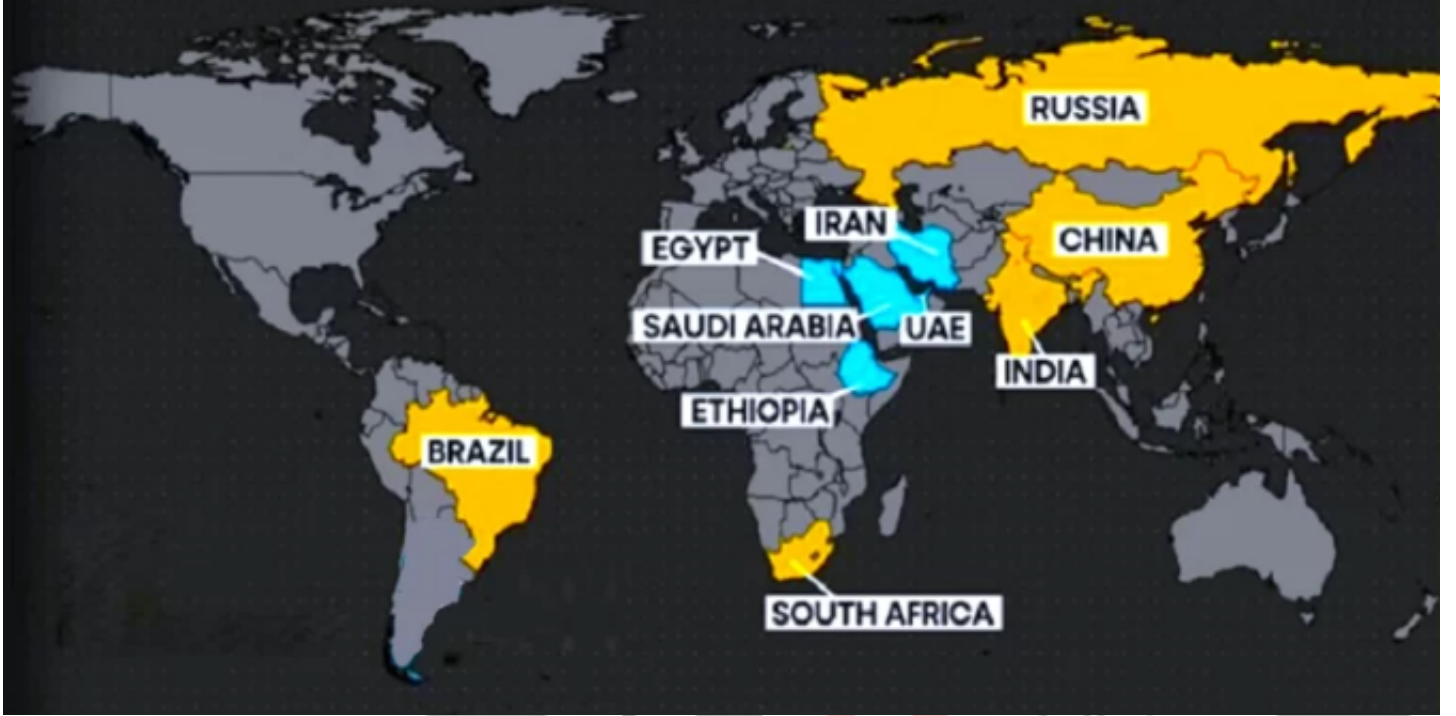 RUSSIA
IRAN
EGYPT
CHINA
SAUDI ARABIA
UAE
INDIA
ETHIOPIA
BRAZIL
SOUTH AFRICA